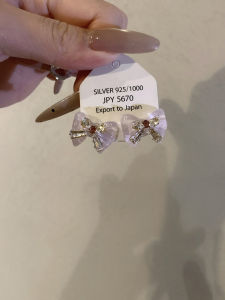 SILVER 925/1000
JPY 5670
Export to Japan